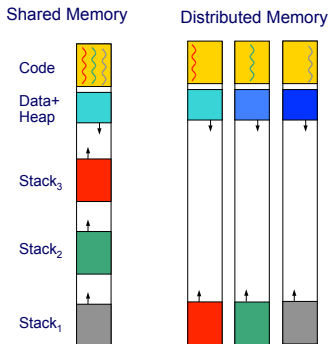 Shared Memory
Distributed Memory
Code
Data+
Heap
Stack₃
Stack₂
Stack₁